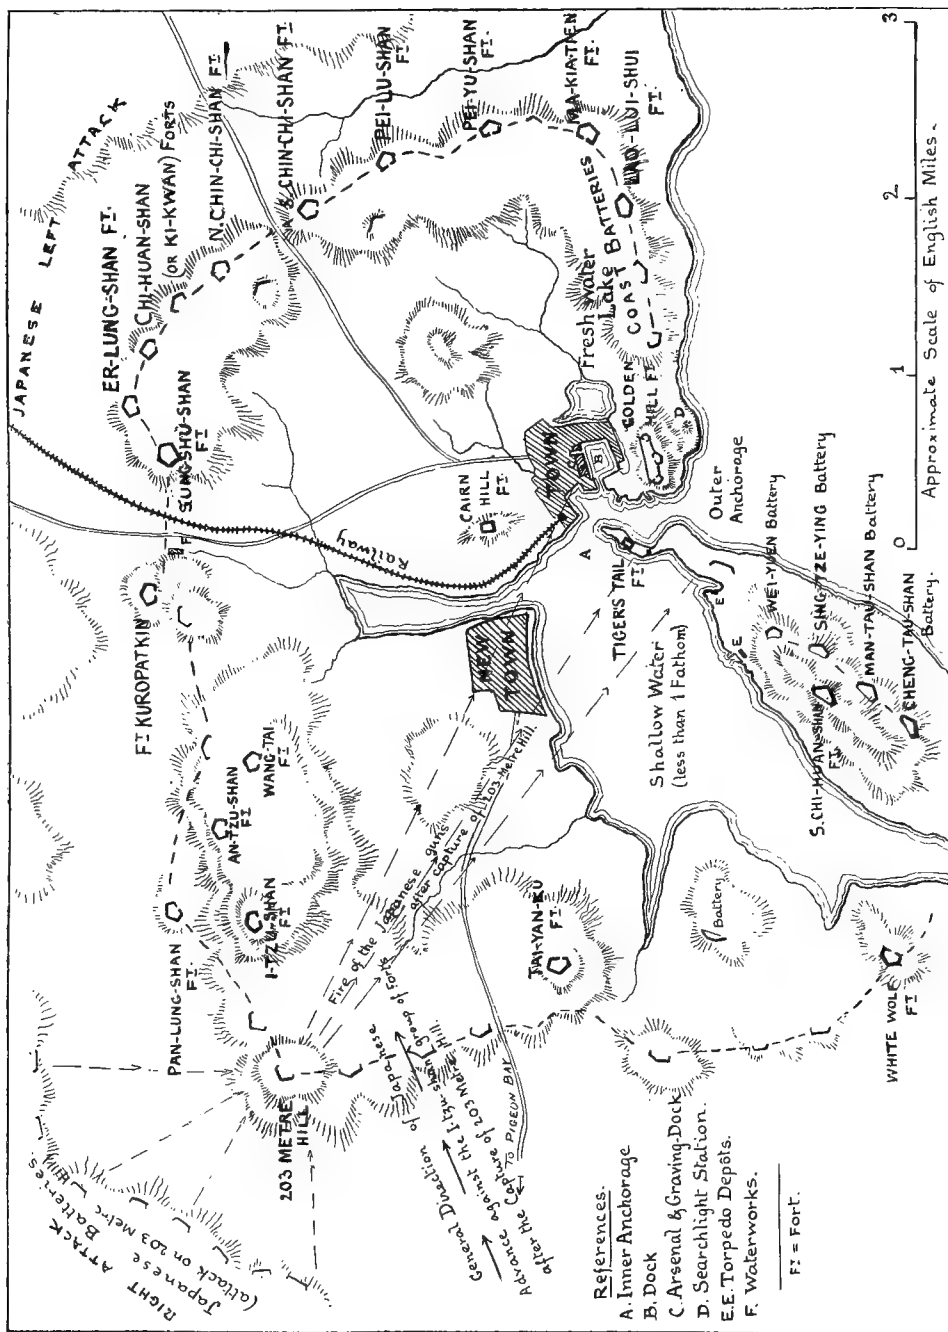 JAPANESE LEFT ATTACK
ER-LUNG-SHAN FT.
CHI-HUAN-SHAN
(OR KI-KWAN) FORTS
N. CHIN-CHI-SHAN FT.
S. CHIN-CHI-SHAN FT.
PEI-LIU-SHAN
FT.
PEI-YU-SHAN
FT.
MA-KIA-TAEN
FT.
LAO-LUI-SHUI
FT.
SUNG-SHU-SHAN
FT.
F
FT. KUROPATKIN
PAN-LUNG-SHAN
FT.
AN-TZU-SHAN
FT.
WANG-TAI
FT.
I-TZU-SHAN
FT.
203 METRE
HILL
RIGHT ATTACK
Japanese Batteries
(attack on 203 Metre
Railway
CAIRN
HILL
FT.
TOWN
NEW
TOWN
Fresh water
Lake
COAST BATTERIES
GOLDEN
HILL FT.
C
B
D
A
TIGERS TAIL
FT.
Outer
Anchorage
E
E
Shallow Water
(less than 1 Fathom)
WEI-YUEN Battery
SING-TZE-YING Battery
MAN-TAU-SHAN Battery
CHENG-TAU-SHAN
Battery.
S. CHI-HUAN-SHAN
FT.
Fire of the Japanese guns
after capture of 203 Metre Hill.
TAI-YAN-KU
FT.
Battery
WHITE WOLF
FT.
General Direction of Japanese
Advance against the Itzu-shan group of Forts
after the Capture of 203 Metre Hill.
TO PIGEON BAY
References.
A. Inner Anchorage
B. Dock
C. Arsenal & Graving-Dock
D. Searchlight Station.
E.E. Torpedo Depôts.
F. Waterworks.
FT = Fort.
0 1 2 3
Approximate Scale of English Miles.